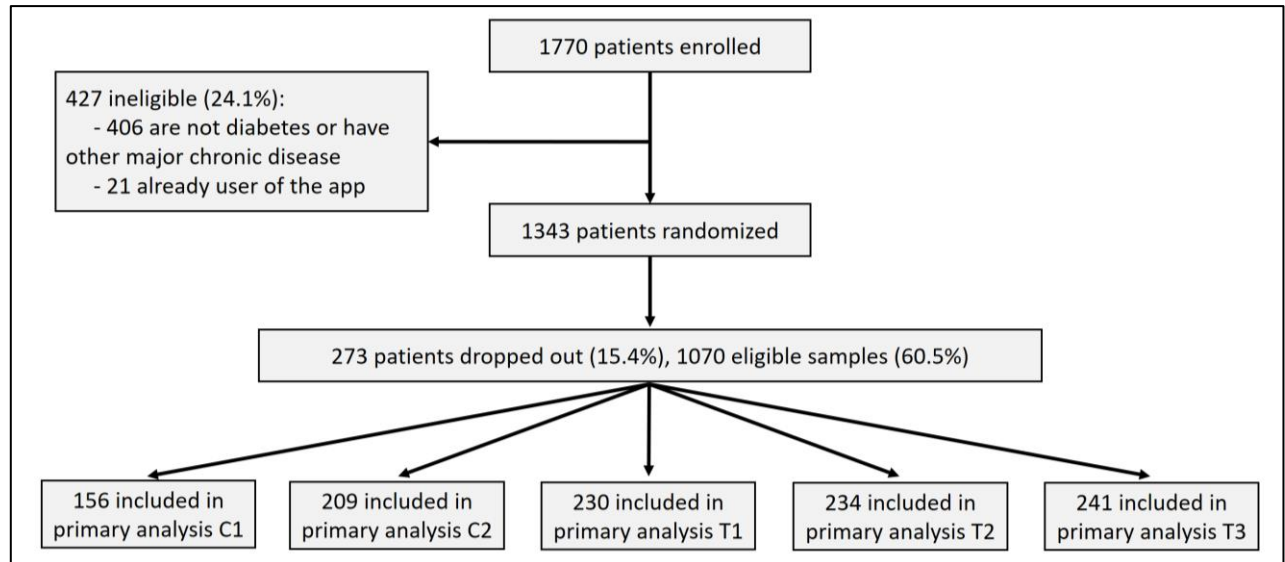 1770 patients enrolled
427 ineligible (24.1%):
- 406 are not diabetes or have
other major chronic disease
- 21 already user of the app
1343 patients randomized
273 patients dropped out (15.4%), 1070 eligible samples (60.5%)
156 included in
primary analysis C1
209 included in
primary analysis C2
230 included in
primary analysis T1
234 included in
primary analysis T2
241 included in
primary analysis T3